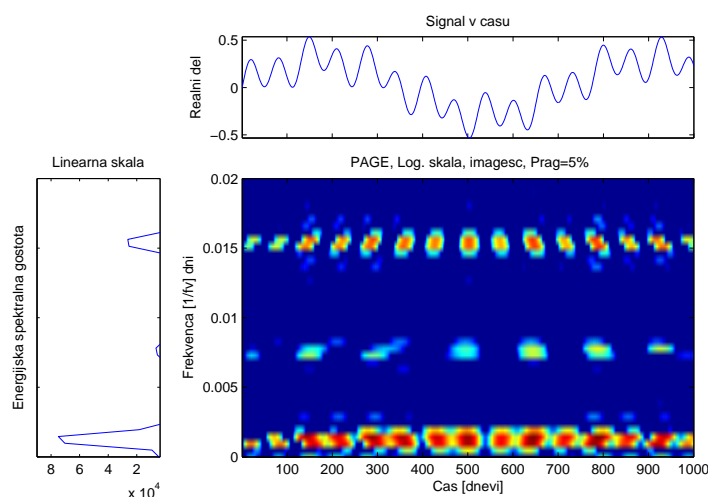 Signal v casu
Realni del
0.5
0
−0.5
Linearna skala
PAGE, Log. skala, imagesc, Prag=5%
Energijska spektralna gostota
Frekvenca [1/fv] dni
0.02
0.015
0.01
0.005
0
8 6 4 2
x 10^4
100 200 300 400 500 600 700 800 900 1000
Cas [dnevi]